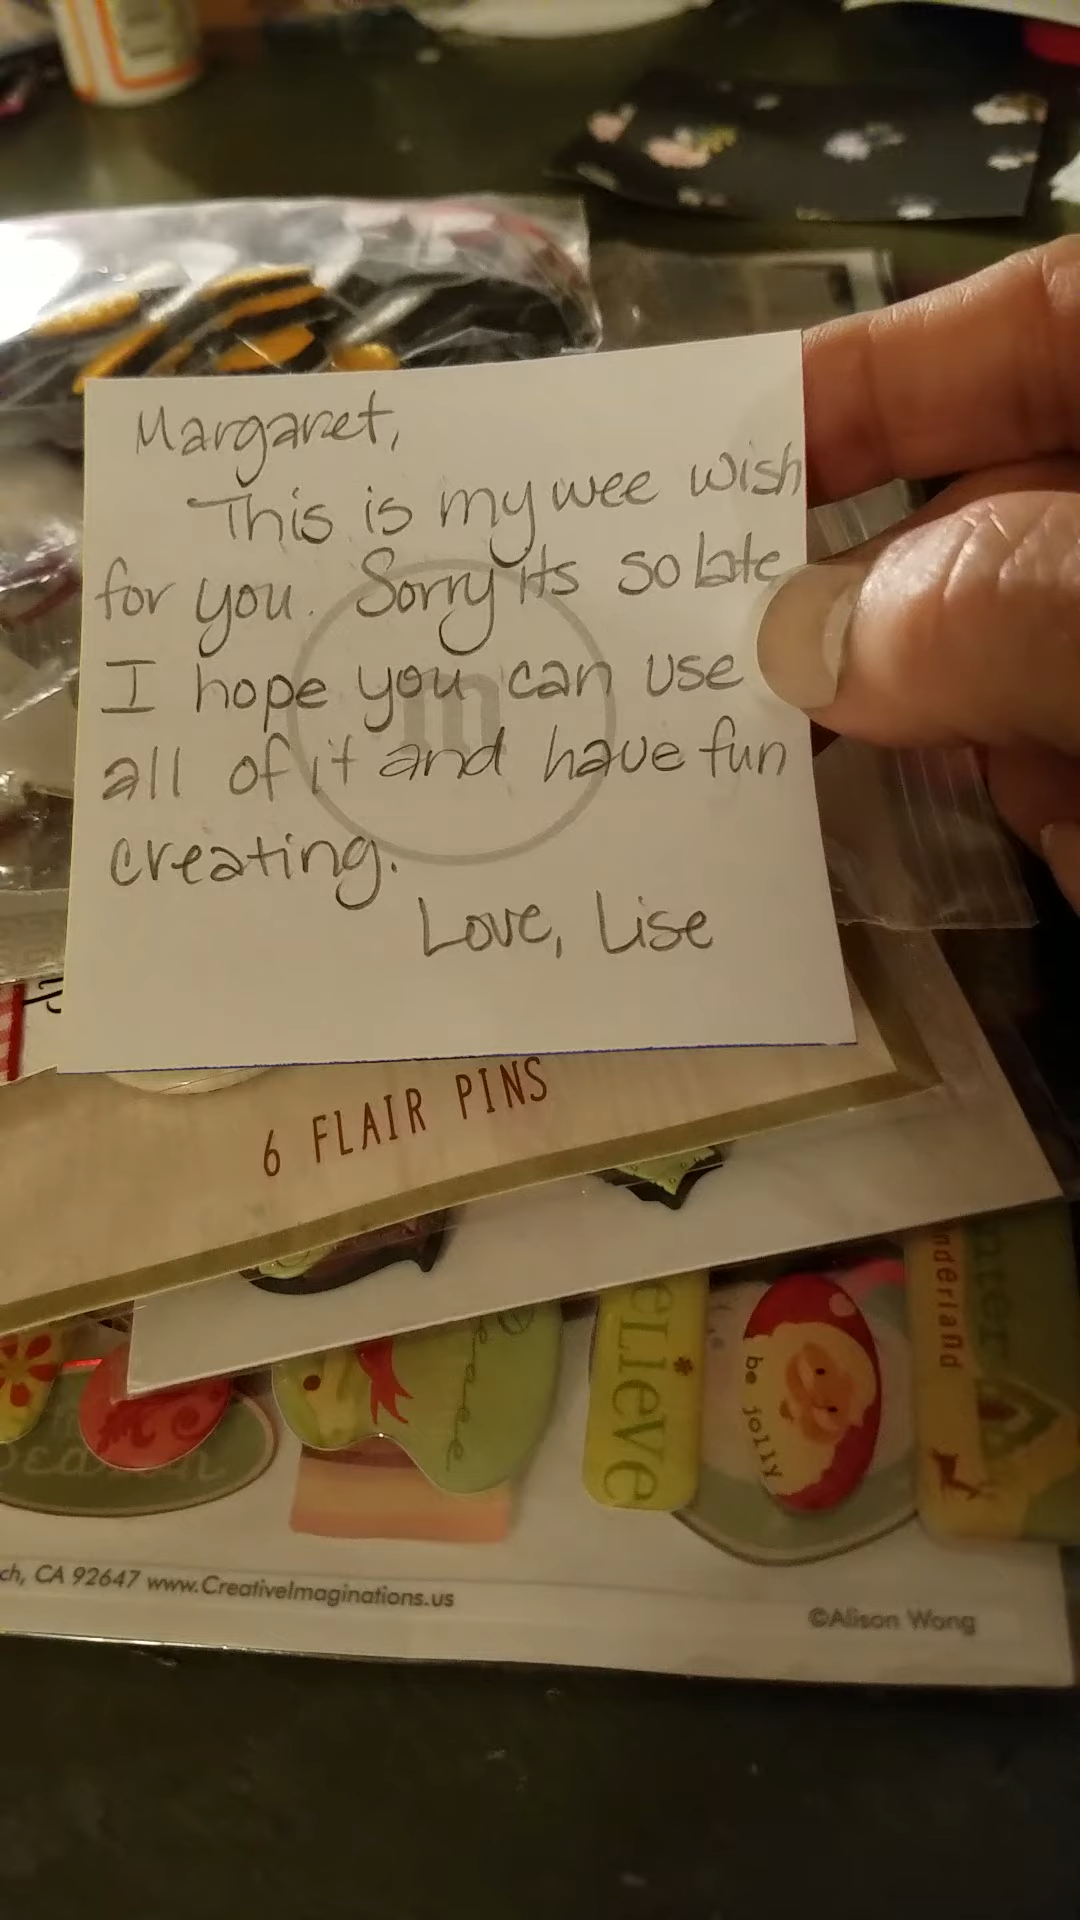 Margaret,
This is my wee wish
for you. Sorry its so late
I hope you can use
all of it and have fun
creating.
Love, Lise
m
6 FLAIR PINS
eLIeve
be jolly
nderland
nter
ch, CA 92647 www.CreativeImaginations.us
©Alison Wong